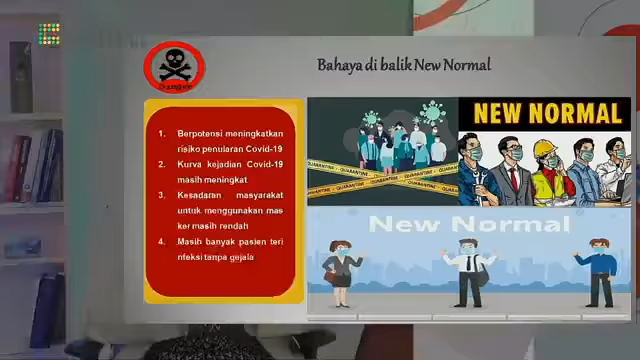 Bahaya di balik New Normal
Danger
1. Berpotensi meningkatkan
risiko penularan Covid-19
2. Kurva kejadian Covid-19
masih meningkat
3. Kesadaran masyarakat
untuk menggunakan mas
ker masih rendah
4. Masih banyak pasien teri
nfeksi tanpa gejala
QUARANTINE QUARANTINE QUARANTINE
NEW NORMAL
New Normal